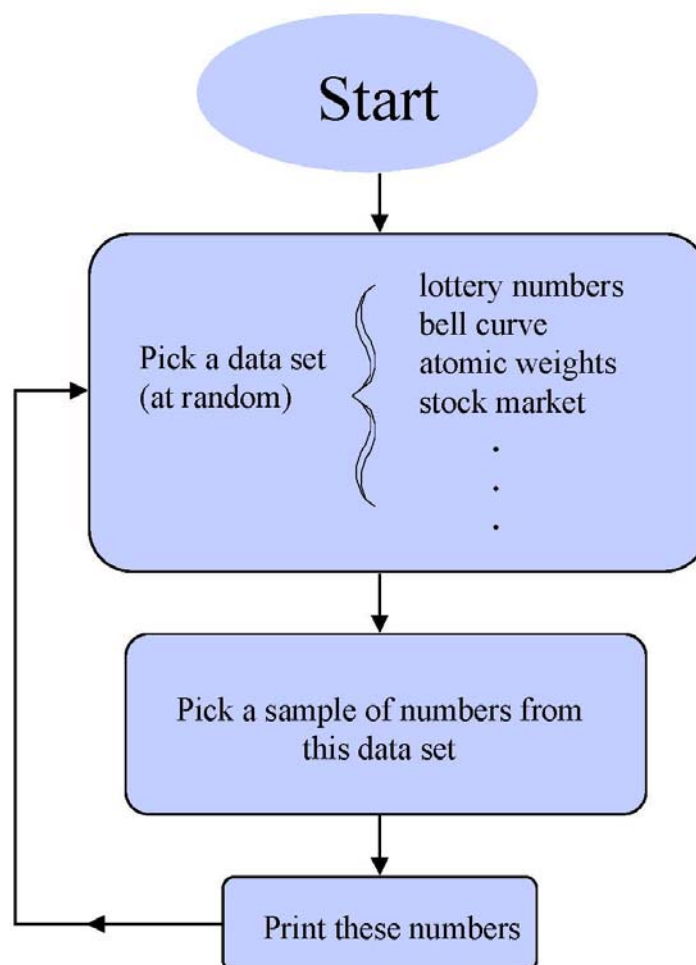 Start
Pick a data set
(at random)
lottery numbers
bell curve
atomic weights
stock market
.
.
.
Pick a sample of numbers from
this data set
Print these numbers